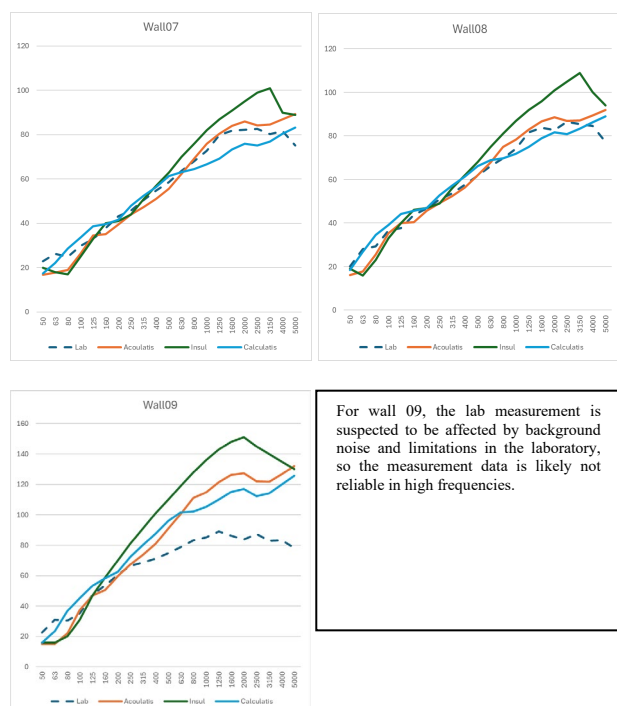 Wall07
120
100
80
60
40
20
0
50 63 80 100 125 160 200 250 315 400 500 630 800 1000 1250 1600 2000 2500 3150 4000 5000
Lab Acoulatis Insul Calculatis
Wall08
120
100
80
60
40
20
0
50 63 80 100 125 160 200 250 315 400 500 630 800 1000 1250 1600 2000 2500 3150 4000 5000
Lab Acoulatis Insul Calculatis
Wall09
160
140
120
100
80
60
40
20
0
50 63 80 100 125 160 200 250 315 400 500 630 800 1000 1250 1600 2000 2500 3150 4000 5000
Lab Acoulatis Insul Calculatis
For wall 09, the lab measurement is
suspected to be affected by background
noise and limitations in the laboratory,
so the measurement data is likely not
reliable in high frequencies.